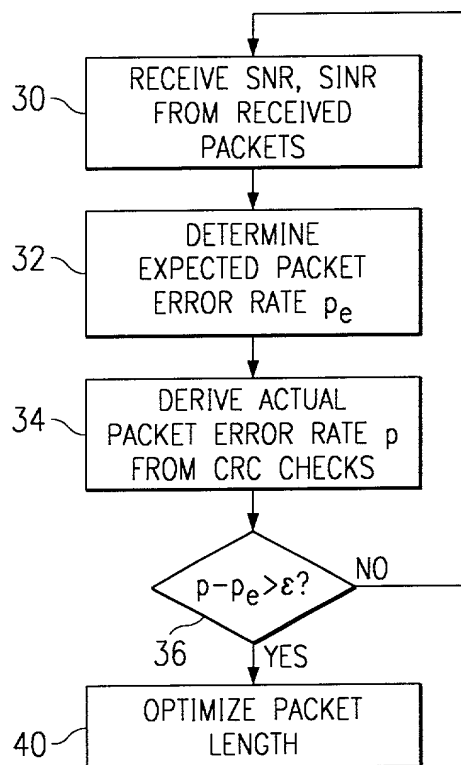 30
RECEIVE SNR, SINR
FROM RECEIVED
PACKETS
32
DETERMINE
EXPECTED PACKET
ERROR RATE pe
34
DERIVE ACTUAL
PACKET ERROR RATE p
FROM CRC CHECKS
p-pe>ε?
NO
36
YES
40
OPTIMIZE PACKET
LENGTH